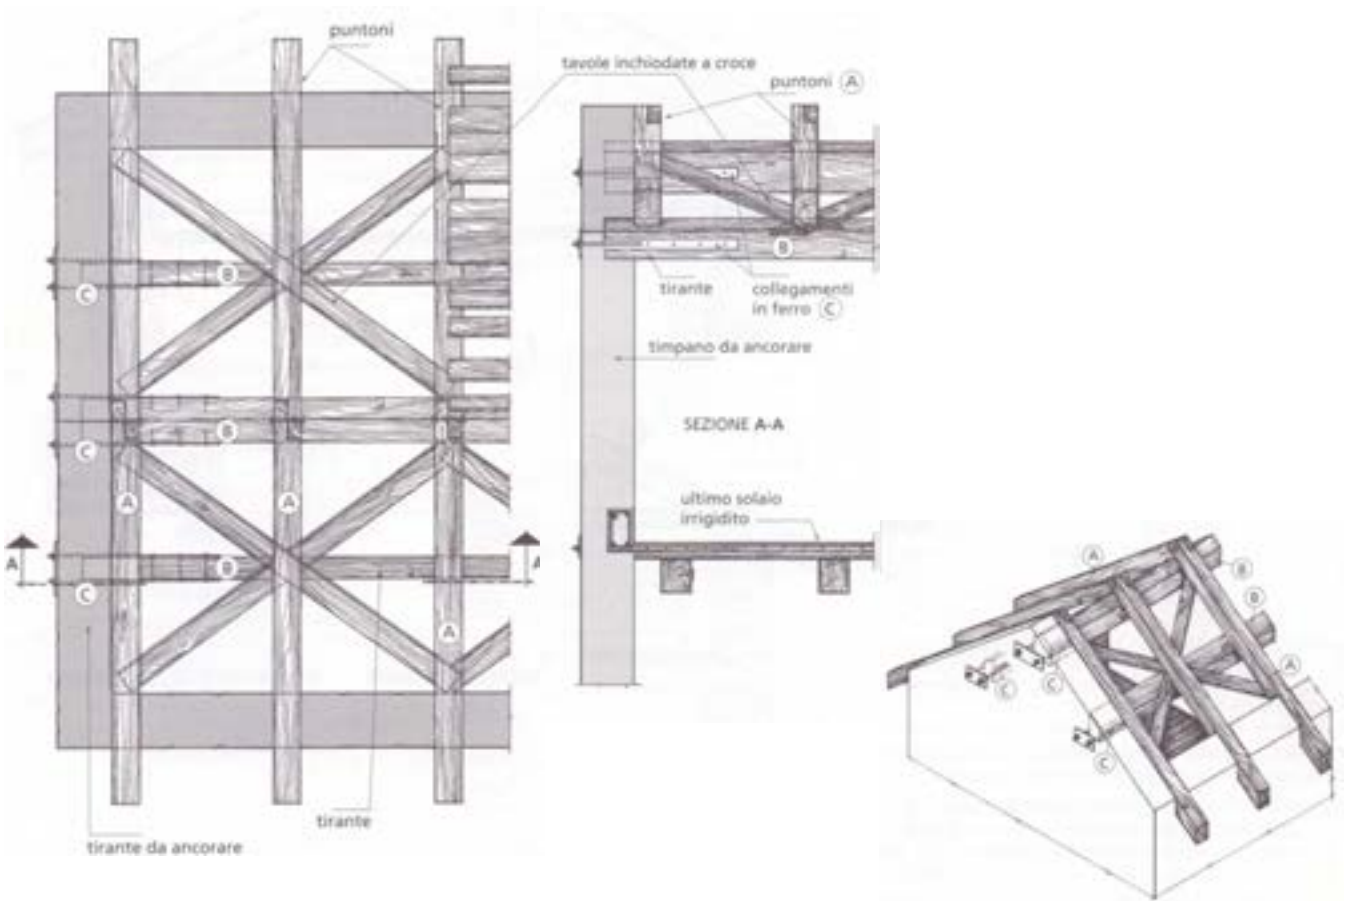 puntoni
tavole inchiodate a croce
puntoni A
B
C
B
tirante
collegamenti
in ferro C
timpano da ancorare
B
C
SEZIONE A-A
A
A
ultimo solaio
irrigidito
A
A
B
C
A
tirante
tirante da ancorare
A
B
B
A
C
C
C